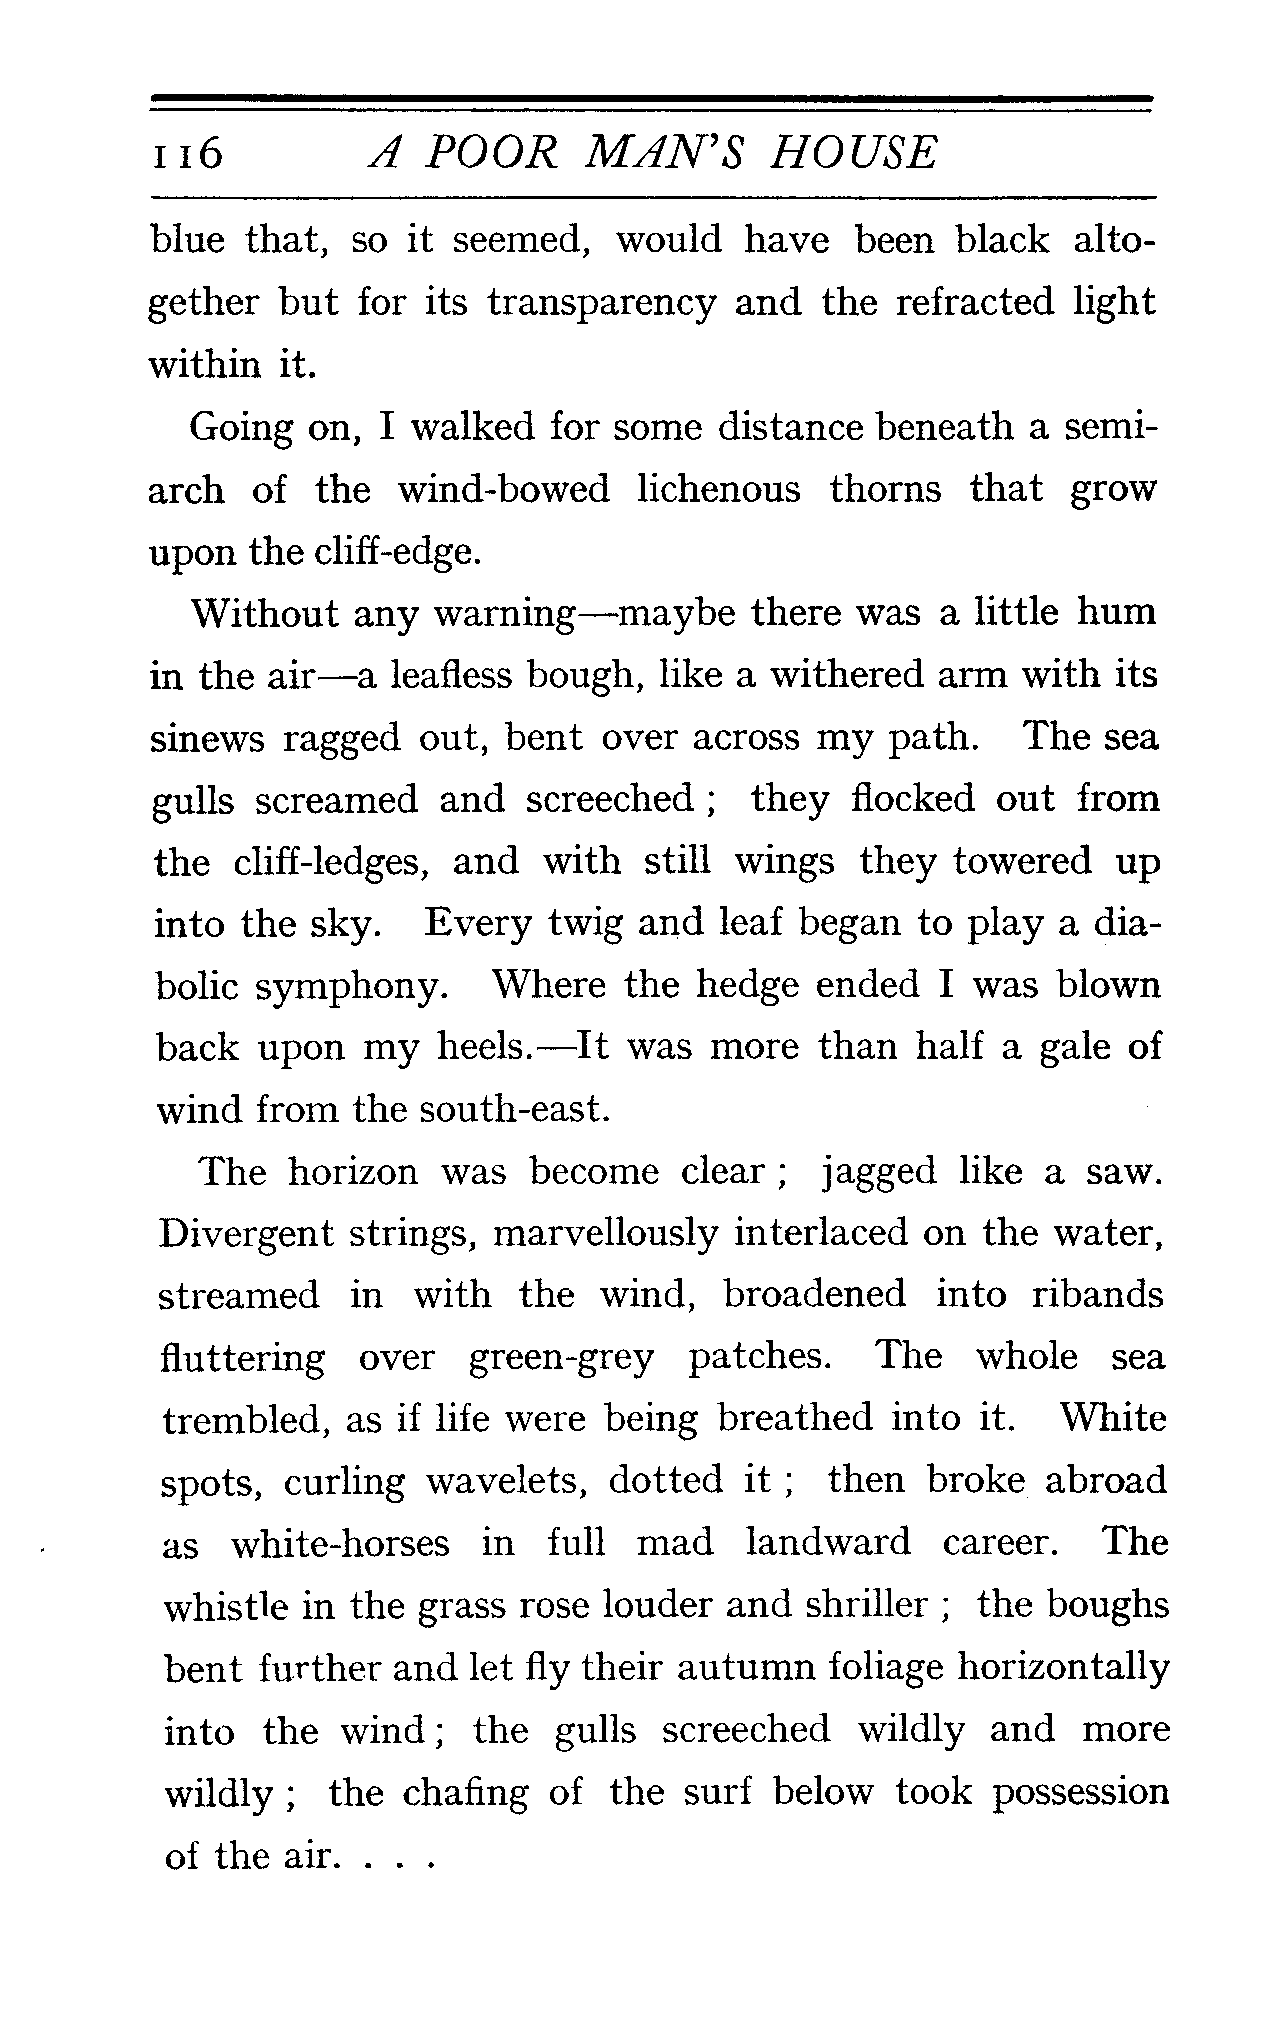 116 A POOR MAN'S HOUSE
blue that, so it seemed, would have been black alto-
gether but for its transparency and the refracted light
within it.
Going on, I walked for some distance beneath a semi-
arch of the wind-bowed lichenous thorns that grow
upon the cliff-edge.
Without any warning—maybe there was a little hum
in the air—a leafless bough, like a withered arm with its
sinews ragged out, bent over across my path. The sea
gulls screamed and screeched ; they flocked out from
the cliff-ledges, and with still wings they towered up
into the sky. Every twig and leaf began to play a dia-
bolic symphony. Where the hedge ended I was blown
back upon my heels.—It was more than half a gale of
wind from the south-east.
The horizon was become clear ; jagged like a saw.
Divergent strings, marvellously interlaced on the water,
streamed in with the wind, broadened into ribands
fluttering over green-grey patches. The whole sea
trembled, as if life were being breathed into it. White
spots, curling wavelets, dotted it ; then broke abroad
as white-horses in full mad landward career. The
whistle in the grass rose louder and shriller ; the boughs
bent further and let fly their autumn foliage horizontally
into the wind ; the gulls screeched wildly and more
wildly ; the chafing of the surf below took possession
of the air. . . .